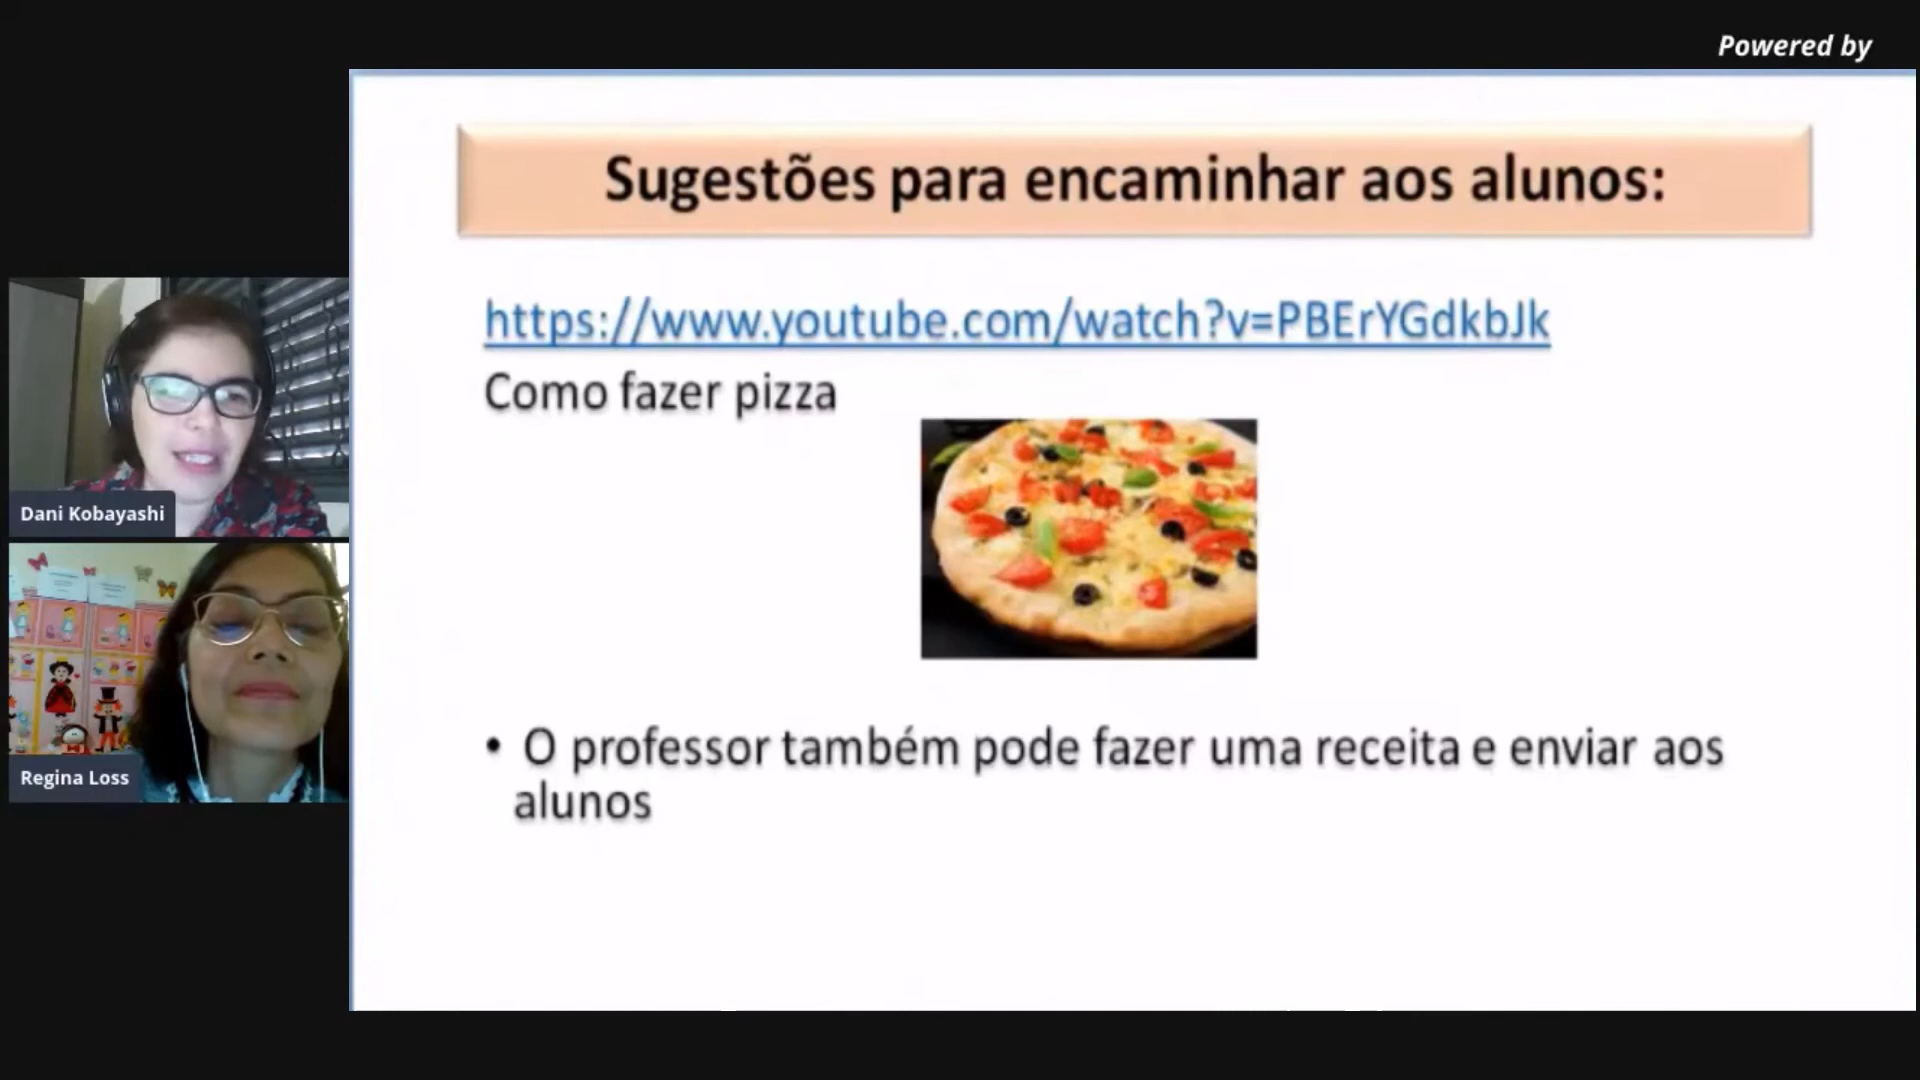 Powered by
Sugestões para encaminhar aos alunos:
https://www.youtube.com/watch?v=PBErYGdkbJk
Como fazer pizza
• O professor também pode fazer uma receita e enviar aos
alunos
Dani Kobayashi
Regina Loss